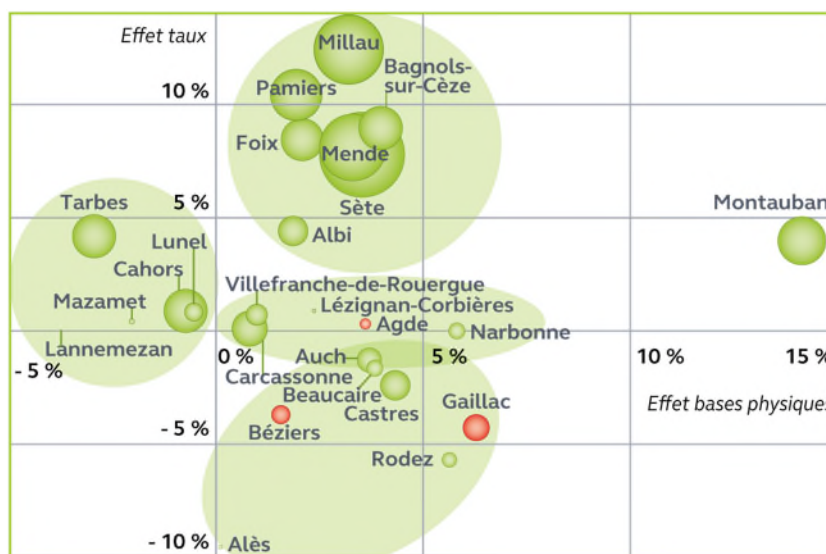 Effet taux
Millau
Bagnols-
sur-Cèze
10 %
Pamiers
Foix
Mende
Tarbes
5 %
Sète
Montauban
Lunel
Albi
Cahors
Villefranche-de-Rouergue
Mazamet
Lézignan-Corbières
Agde
Narbonne
Lannemezan
- 5 %
0 %
5 %
10 %
15 %
Auch
Carcassonne
Beaucaire
Castres
Gaillac
Effet bases physiques
- 5 %
Béziers
Rodez
- 10 %
Alès